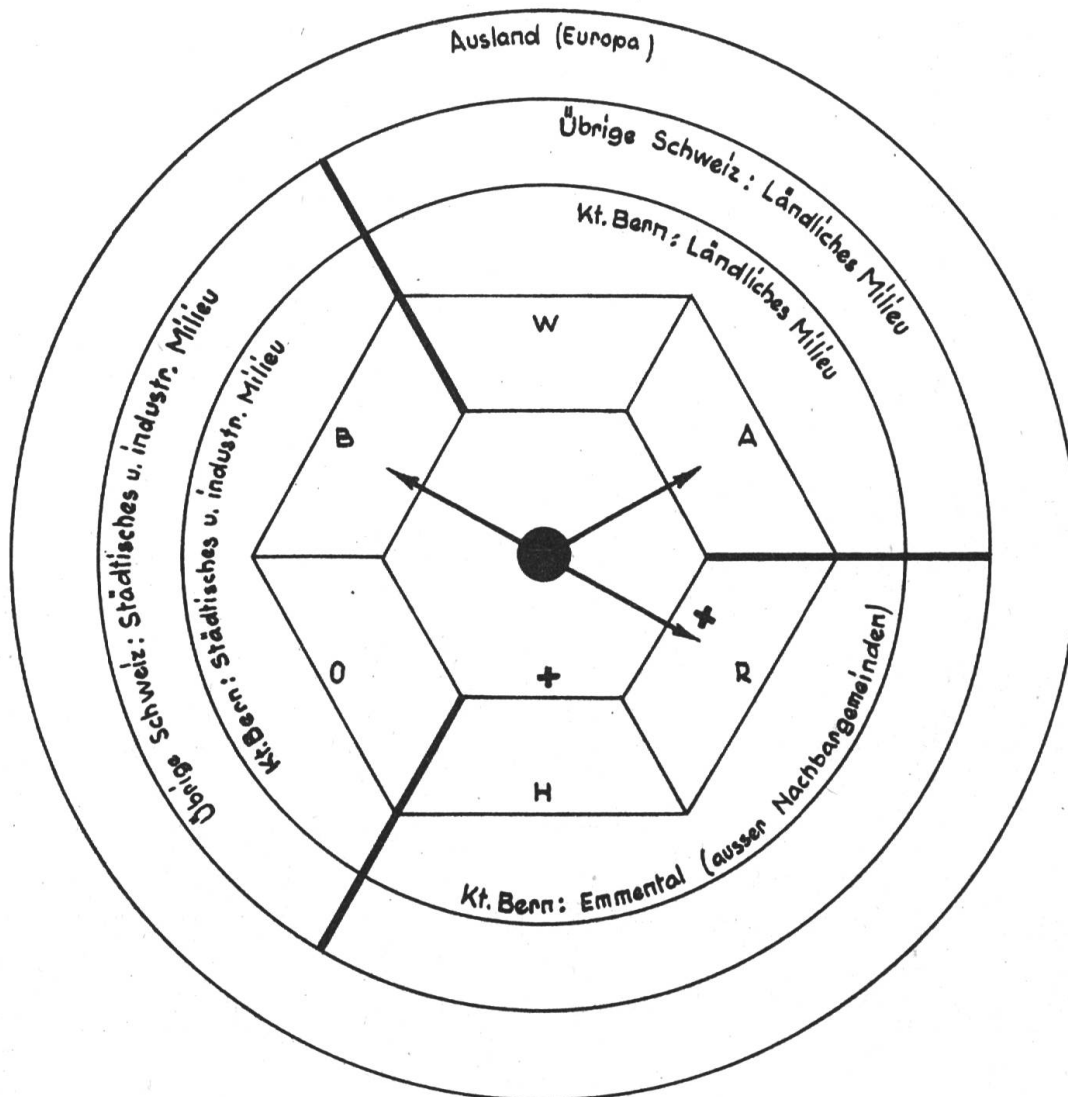 Ausland (Europa)
Übrige Schweiz: Ländliches Milieu
Kt. Bern: Ländliches Milieu
Übrige Schweiz: Städtisches u. industr. Milieu
Kt. Bern: Städtisches u. industr. Milieu
W
B
A
O
R
H
Kt. Bern: Emmental (ausser Nachbargemeinden)